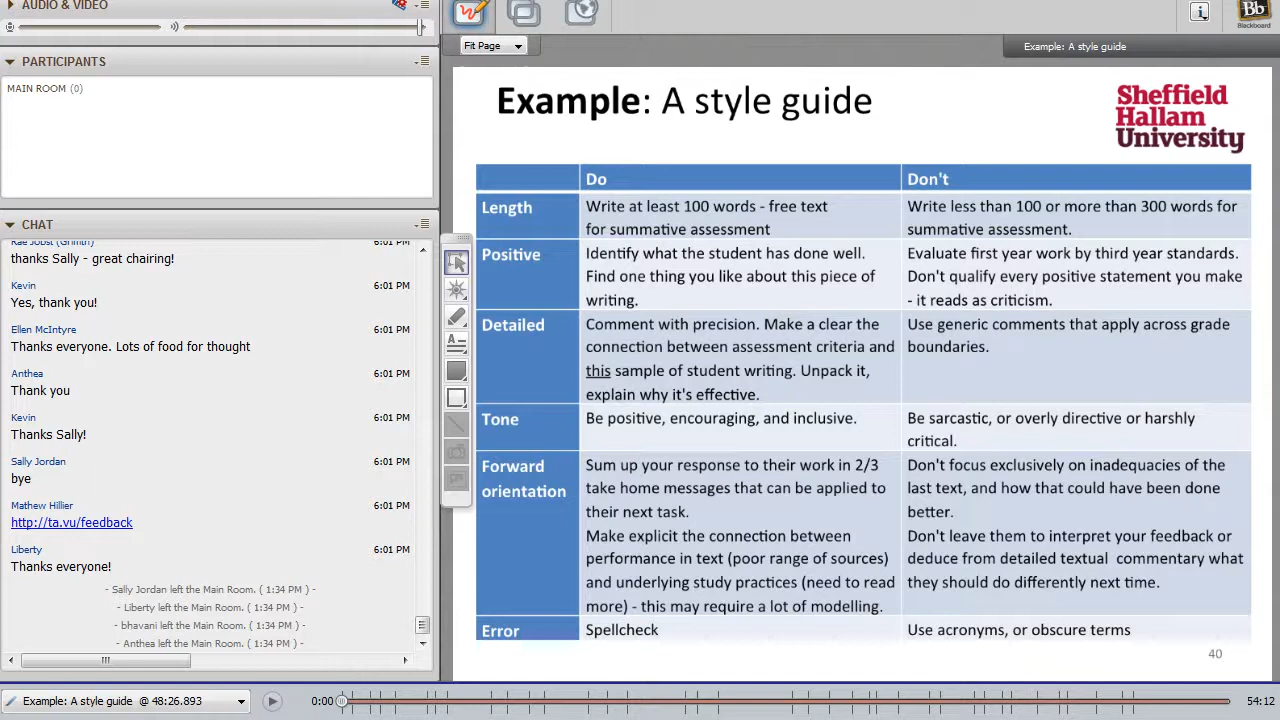 AUDIO & VIDEO
PARTICIPANTS
MAIN ROOM (0)
CHAT
6:01 PM
thanks Sally - great chairing!
Kevin 6:01 PM
Yes, thank you!
Ellen McIntyre 6:01 PM
Thanks everyone. Lots of food for thought
Anthea 6:01 PM
Thank you
Kevin 6:01 PM
Thanks Sally!
Sally Jordan 6:01 PM
bye
Mathew Hillier 6:01 PM
http://ta.vu/feedback
Liberty 6:01 PM
Thanks everyone!
- Sally Jordan left the Main Room. ( 1:34 PM ) -
- Liberty left the Main Room. ( 1:34 PM ) -
- bhavani left the Main Room. ( 1:34 PM ) -
- Anthea left the Main Room. ( 1:34 PM ) -
Bb
Blackboard
Fit Page
Example: A style guide
Example: A style guide
Sheffield
Hallam
University
Do Don't
Length
Write at least 100 words - free text
for summative assessment
Write less than 100 or more than 300 words for
summative assessment.
Positive
Identify what the student has done well.
Find one thing you like about this piece of
writing.
Evaluate first year work by third year standards.
Don't qualify every positive statement you make
- it reads as criticism.
Detailed
Comment with precision. Make a clear the
connection between assessment criteria and
this sample of student writing. Unpack it,
explain why it's effective.
Use generic comments that apply across grade
boundaries.
Tone
Be positive, encouraging, and inclusive.
Be sarcastic, or overly directive or harshly
critical.
Forward
orientation
Sum up your response to their work in 2/3
take home messages that can be applied to
their next task.
Make explicit the connection between
performance in text (poor range of sources)
and underlying study practices (need to read
more) - this may require a lot of modelling.
Don't focus exclusively on inadequacies of the
last text, and how that could have been done
better.
Don't leave them to interpret your feedback or
deduce from detailed textual commentary what
they should do differently next time.
Error
Spellcheck
Use acronyms, or obscure terms
40
Example: A style guide @ 48:26.893
0:00
54:12